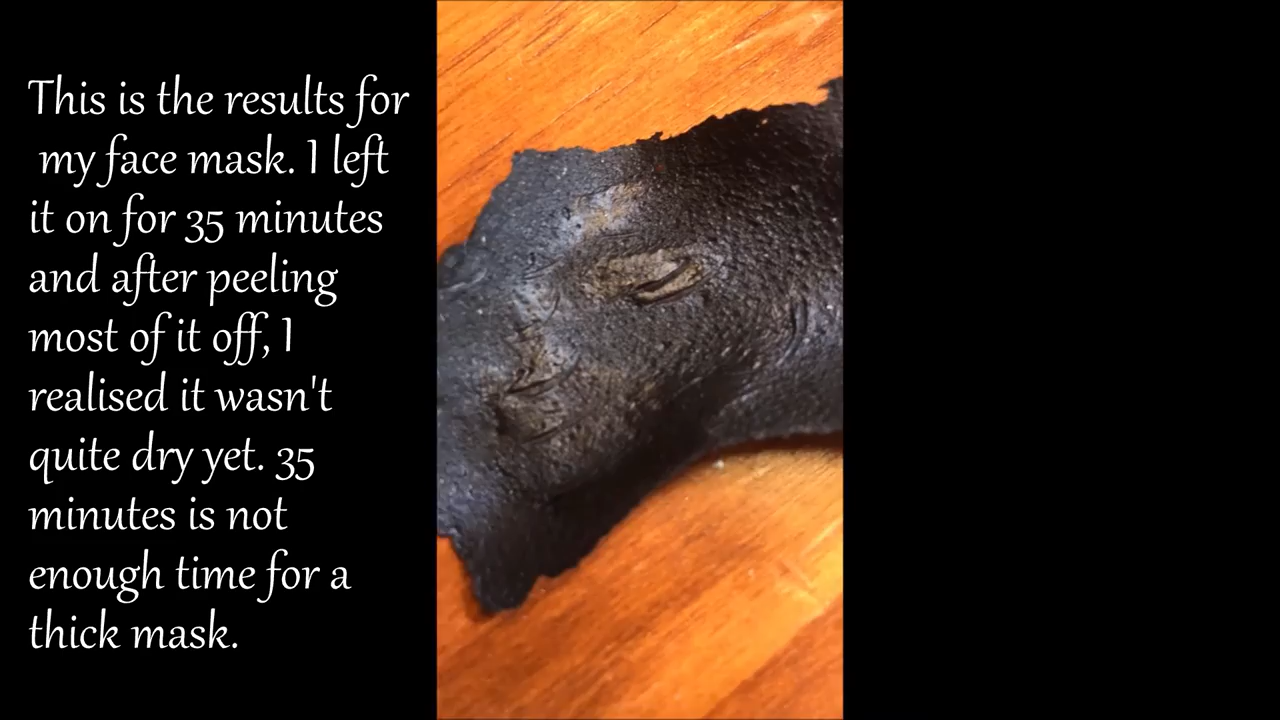 This is the results for
my face mask. I left
it on for 35 minutes
and after peeling
most of it off, I
realised it wasn't
quite dry yet. 35
minutes is not
enough time for a
thick mask.